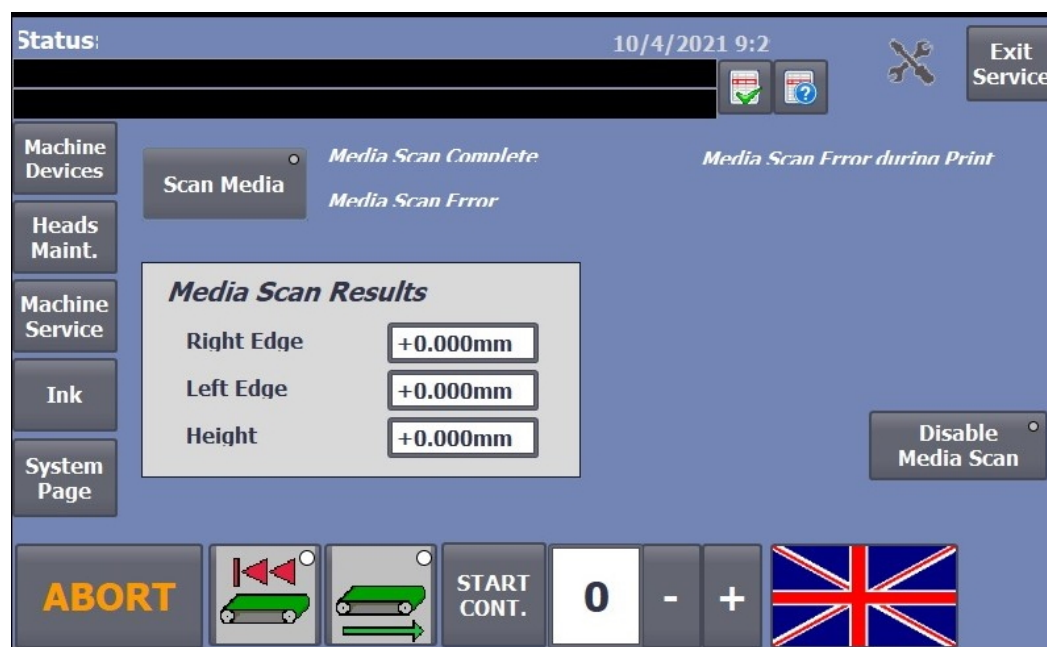 Status:
10/4/2021 9:2
Exit
Service
Machine
Devices
Scan Media
Media Scan Complete
Media Scan Error
Media Scan Error during Print
Heads
Maint.
Machine
Service
Ink
System
Page
Media Scan Results
Right Edge
+0.000mm
Left Edge
+0.000mm
Height
+0.000mm
Disable
Media Scan
ABORT
START
CONT.
0
-
+